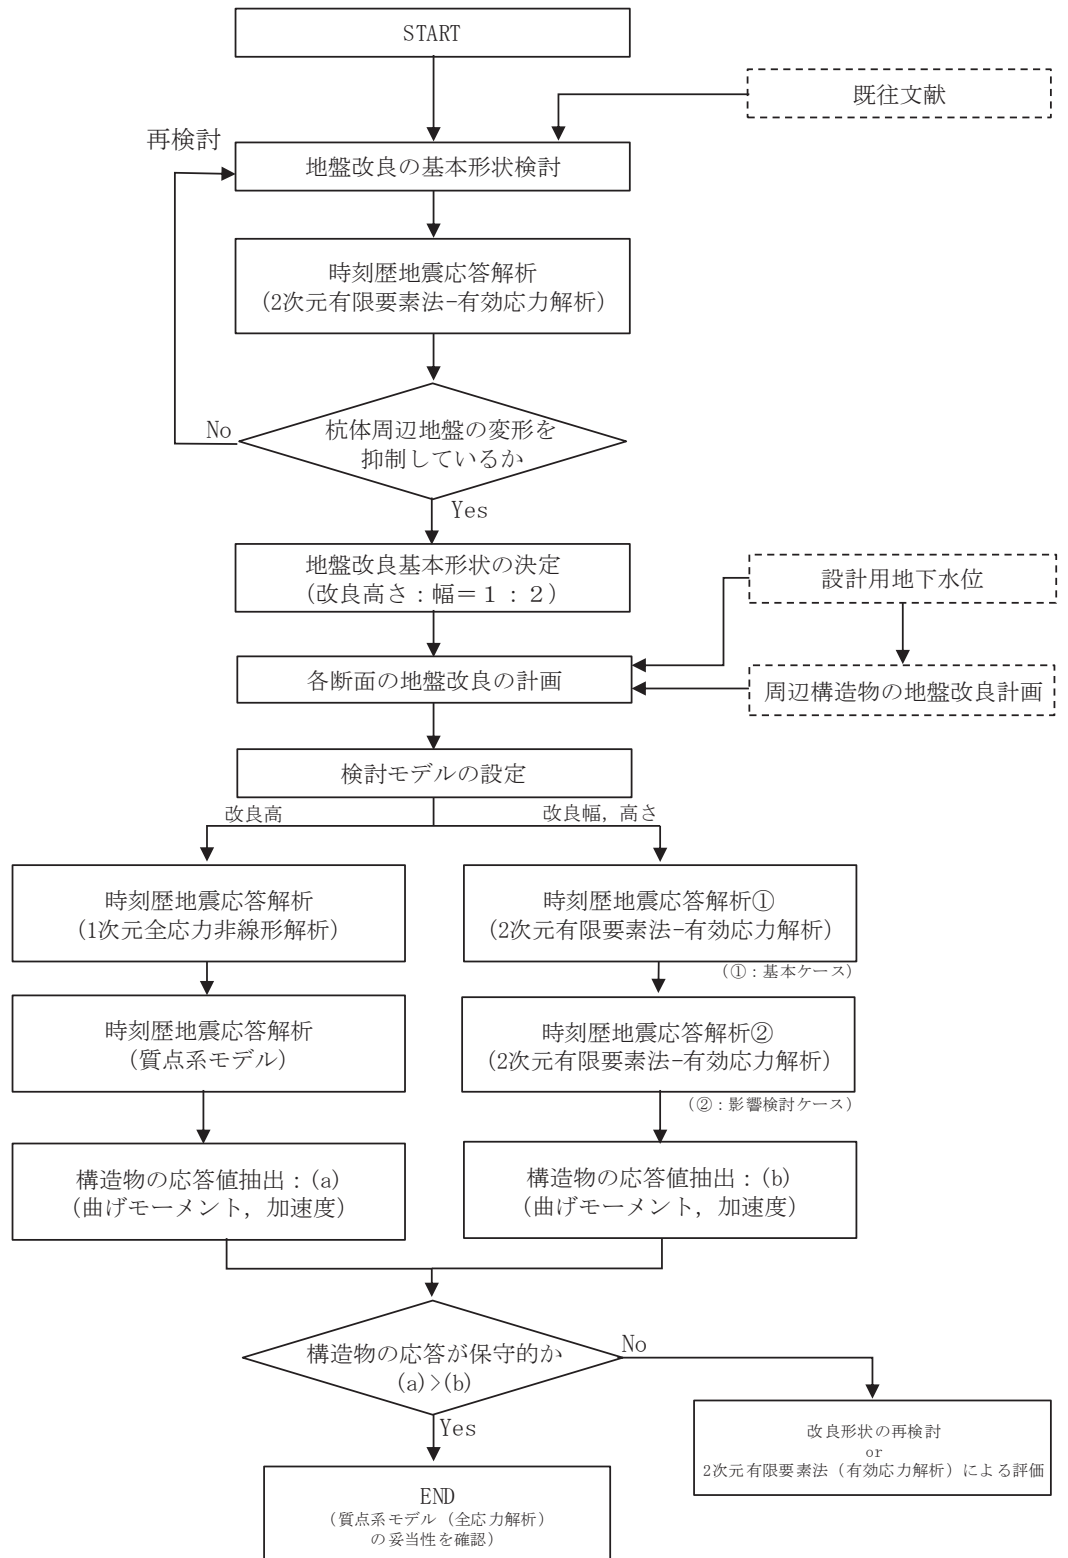 START
既往文献
再検討
地盤改良の基本形状検討
時刻歴地震応答解析
(2次元有限要素法-有効応力解析)
No
杭体周辺地盤の変形を
抑制しているか
Yes
地盤改良基本形状の決定
(改良高さ:幅=1:2)
設計用地下水位
各断面の地盤改良の計画
周辺構造物の地盤改良計画
検討モデルの設定
改良高
改良幅,高さ
時刻歴地震応答解析
(1次元全応力非線形解析)
時刻歴地震応答解析①
(2次元有限要素法-有効応力解析)
(①:基本ケース)
時刻歴地震応答解析
(質点系モデル)
時刻歴地震応答解析②
(2次元有限要素法-有効応力解析)
(②:影響検討ケース)
構造物の応答値抽出:(a)
(曲げモーメント,加速度)
構造物の応答値抽出:(b)
(曲げモーメント,加速度)
構造物の応答が保守的か
(a)>(b)
No
Yes
改良形状の再検討
or
2次元有限要素法(有効応力解析)による評価
END
(質点系モデル(全応力解析)
の妥当性を確認)